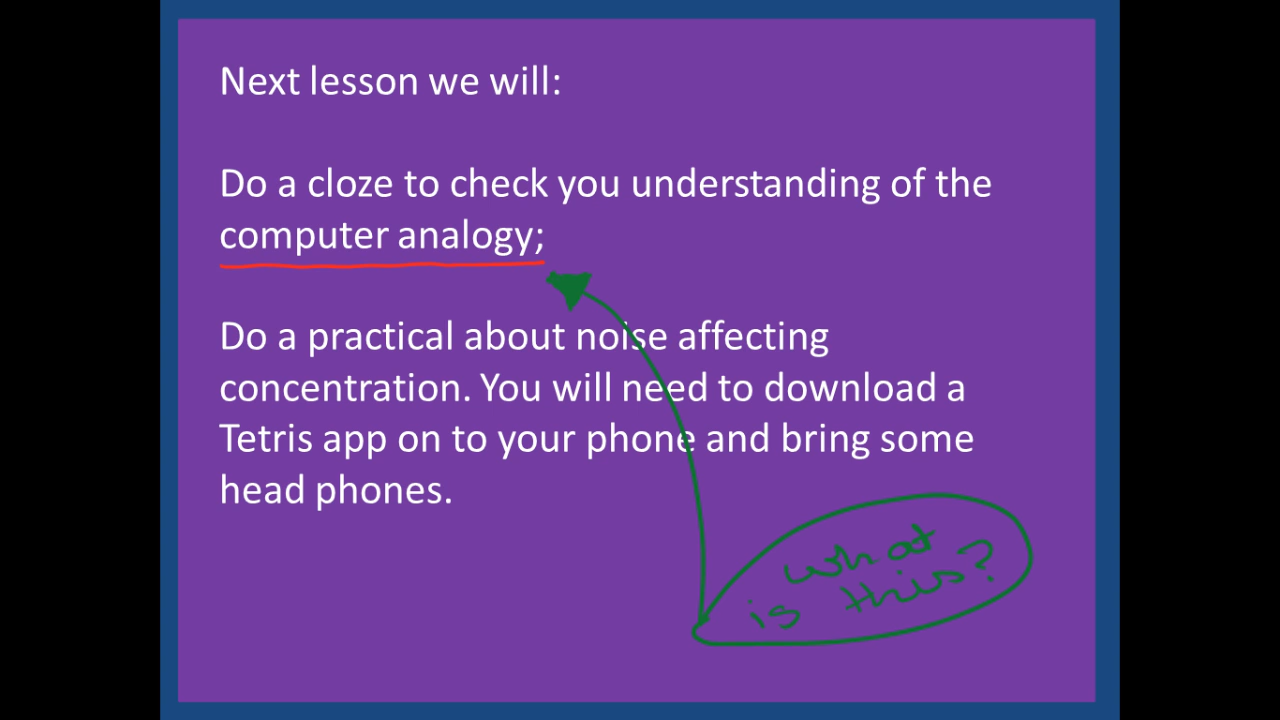 Next lesson we will:
Do a cloze to check you understanding of the
computer analogy;
Do a practical about noise affecting
concentration. You will need to download a
Tetris app on to your phone and bring some
head phones.
what
is this?